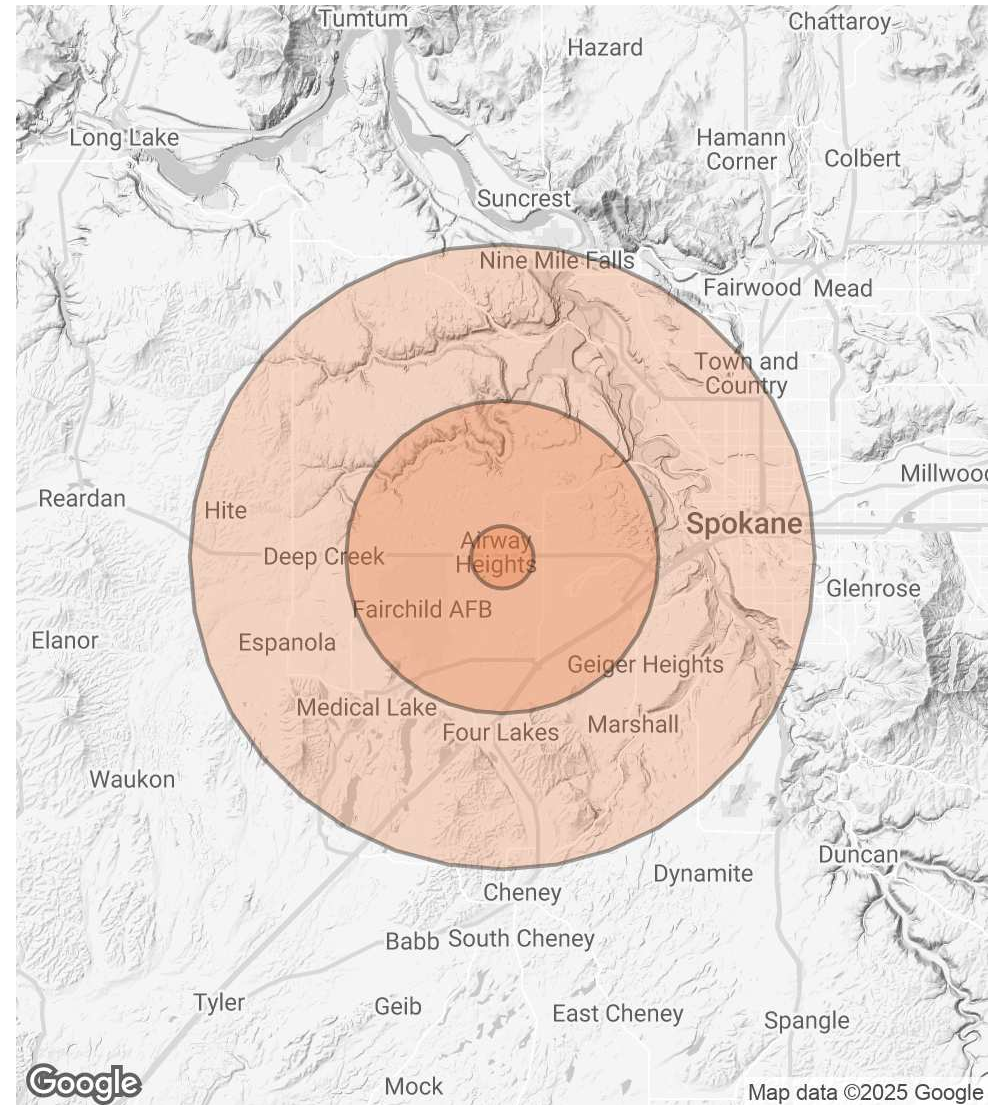 Tumtum
Chattaroy
Hazard
Long Lake
Hamann
Corner
Colbert
Suncrest
Nine Mile Falls
Fairwood
Mead
Town and
Country
Millwood
Reardan
Hite
Spokane
Airway
Heights
Deep Creek
Glenrose
Fairchild AFB
Elanor
Espanola
Geiger Heights
Medical Lake
Marshall
Four Lakes
Waukon
Duncan
Dynamite
Cheney
Babb
South Cheney
Tyler
Geib
East Cheney
Spangle
Google
Mock
Map data ©2025 Google